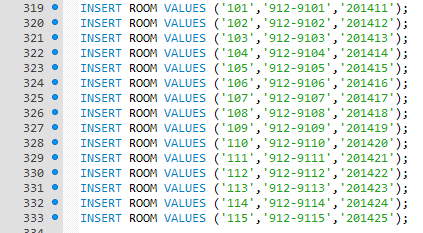 319 INSERT ROOM VALUES ('101','912-9101','201411');
320 INSERT ROOM VALUES ('102','912-9102','201412');
321 INSERT ROOM VALUES ('103','912-9103','201413');
322 INSERT ROOM VALUES ('104','912-9104','201414');
323 INSERT ROOM VALUES ('105','912-9105','201415');
324 INSERT ROOM VALUES ('106','912-9106','201416');
325 INSERT ROOM VALUES ('107','912-9107','201417');
326 INSERT ROOM VALUES ('108','912-9108','201418');
327 INSERT ROOM VALUES ('109','912-9109','201419');
328 INSERT ROOM VALUES ('110','912-9110','201420');
329 INSERT ROOM VALUES ('111','912-9111','201421');
330 INSERT ROOM VALUES ('112','912-9112','201422');
331 INSERT ROOM VALUES ('113','912-9113','201423');
332 INSERT ROOM VALUES ('114','912-9114','201424');
333 INSERT ROOM VALUES ('115','912-9115','201425');
334